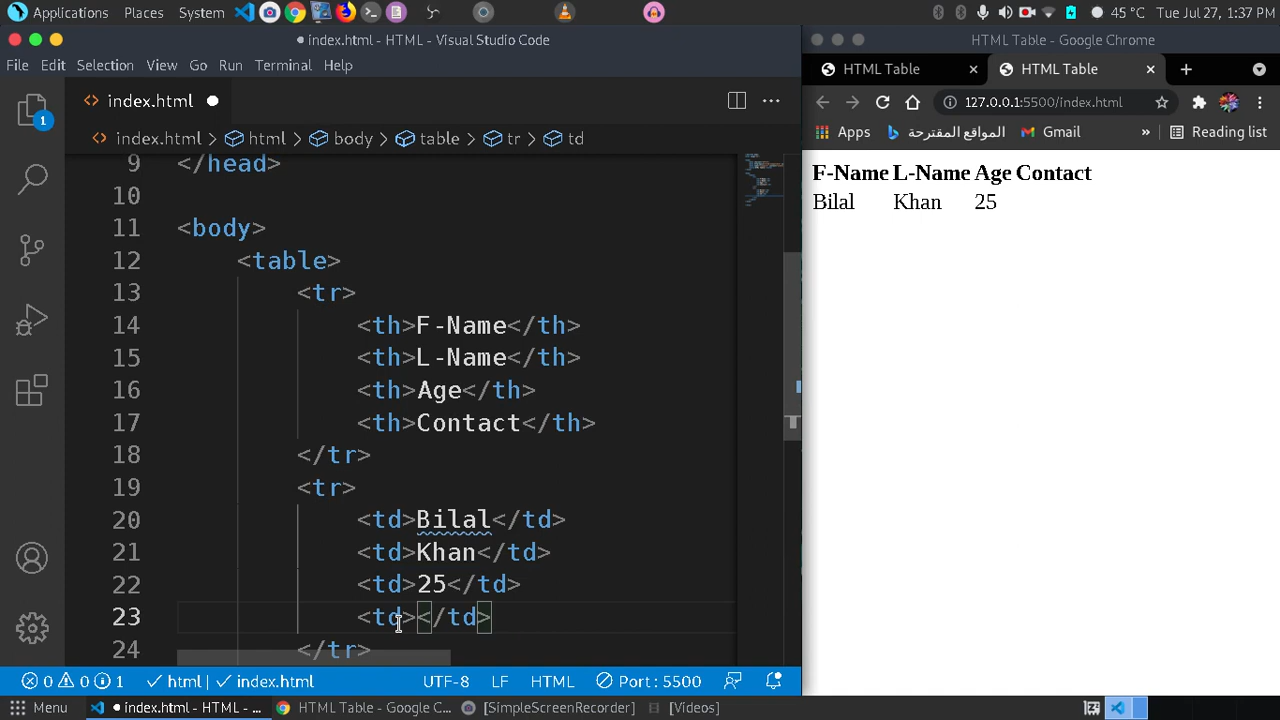 Applications Places System 45 °C Tue Jul 27, 1:37 PM
index.html - HTML - Visual Studio Code
File Edit Selection View Go Run Terminal Help
index.html
index.html > html > body > table > tr > td
9 </head>
10
11 <body>
12 <table>
13 <tr>
14 <th>F-Name</th>
15 <th>L-Name</th>
16 <th>Age</th>
17 <th>Contact</th>
18 </tr>
19 <tr>
20 <td>Bilal</td>
21 <td>Khan</td>
22 <td>25</td>
23 <td></td>
24 </tr>
1
0 0 1 html | index.html UTF-8 LF HTML Port : 5500
HTML Table - Google Chrome
HTML Table HTML Table
127.0.0.1:5500/index.html
Apps المواقع المقترحة Gmail » Reading list
F-Name L-Name Age Contact
Bilal Khan 25
Menu index.html - HTML - ... HTML Table - Google C... [SimpleScreenRecorder] [Videos]